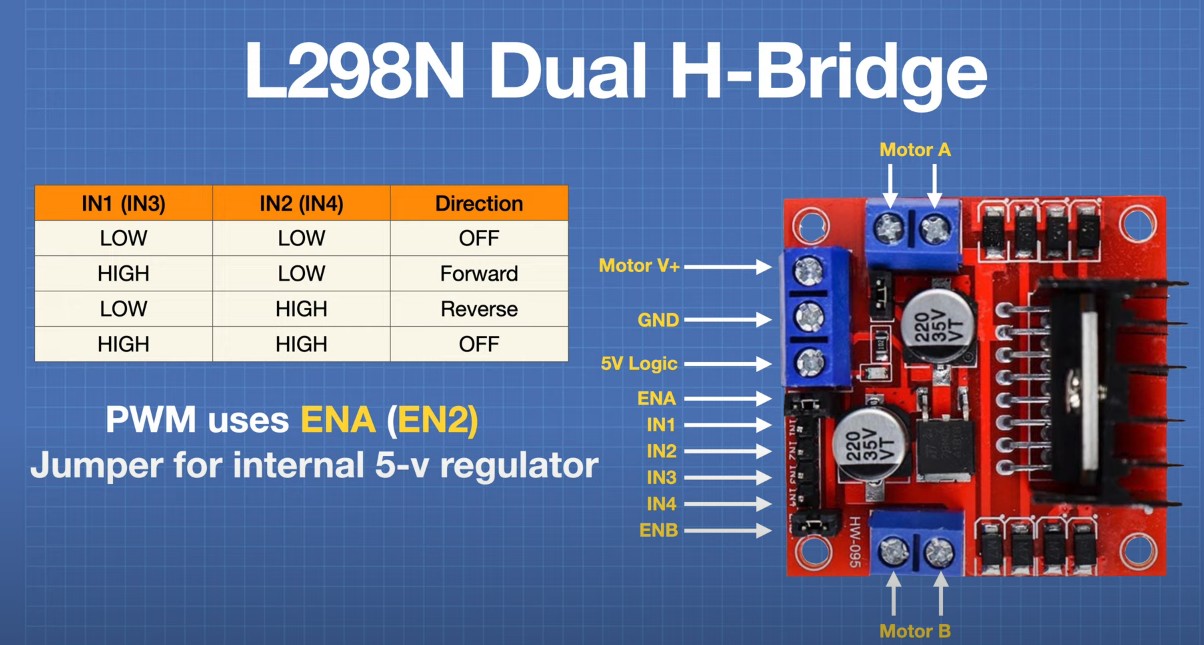 L298N Dual H-Bridge
IN1 (IN3) IN2 (IN4) Direction
LOW LOW OFF
HIGH LOW Forward
LOW HIGH Reverse
HIGH HIGH OFF
PWM uses ENA (EN2)
Jumper for internal 5-v regulator
Motor A
Motor V+
GND
5V Logic
ENA
IN1
IN2
IN3
IN4
ENB
Motor B
220
35V
VT
220
35V
VT
IN1 IN2 IN3 IN4
HW-095